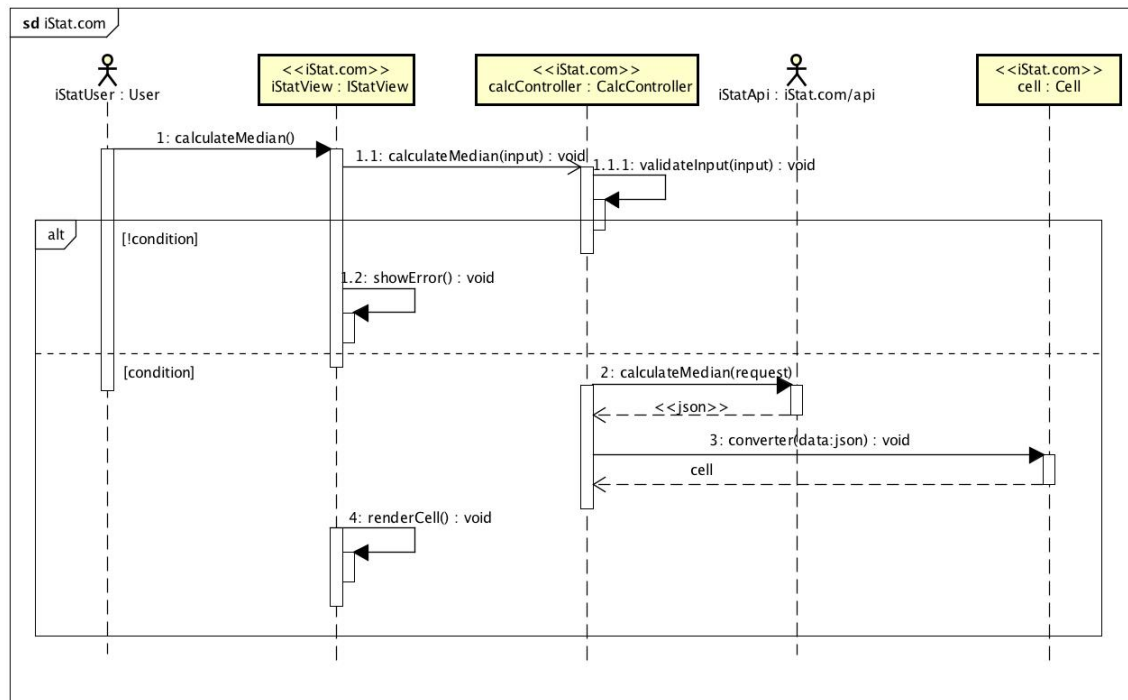 sd iStat.com
iStatUser : User
<<iStat.com>>
iStatView : IStatView
<<iStat.com>>
calcController : CalcController
iStatApi : iStat.com/api
<<iStat.com>>
cell : Cell
1: calculateMedian()
1.1: calculateMedian(input) : void
1.1.1: validateInput(input) : void
alt
[!condition]
1.2: showError() : void
[condition]
2: calculateMedian(request)
<<json>>
3: converter(data:json) : void
cell
4: renderCell() : void